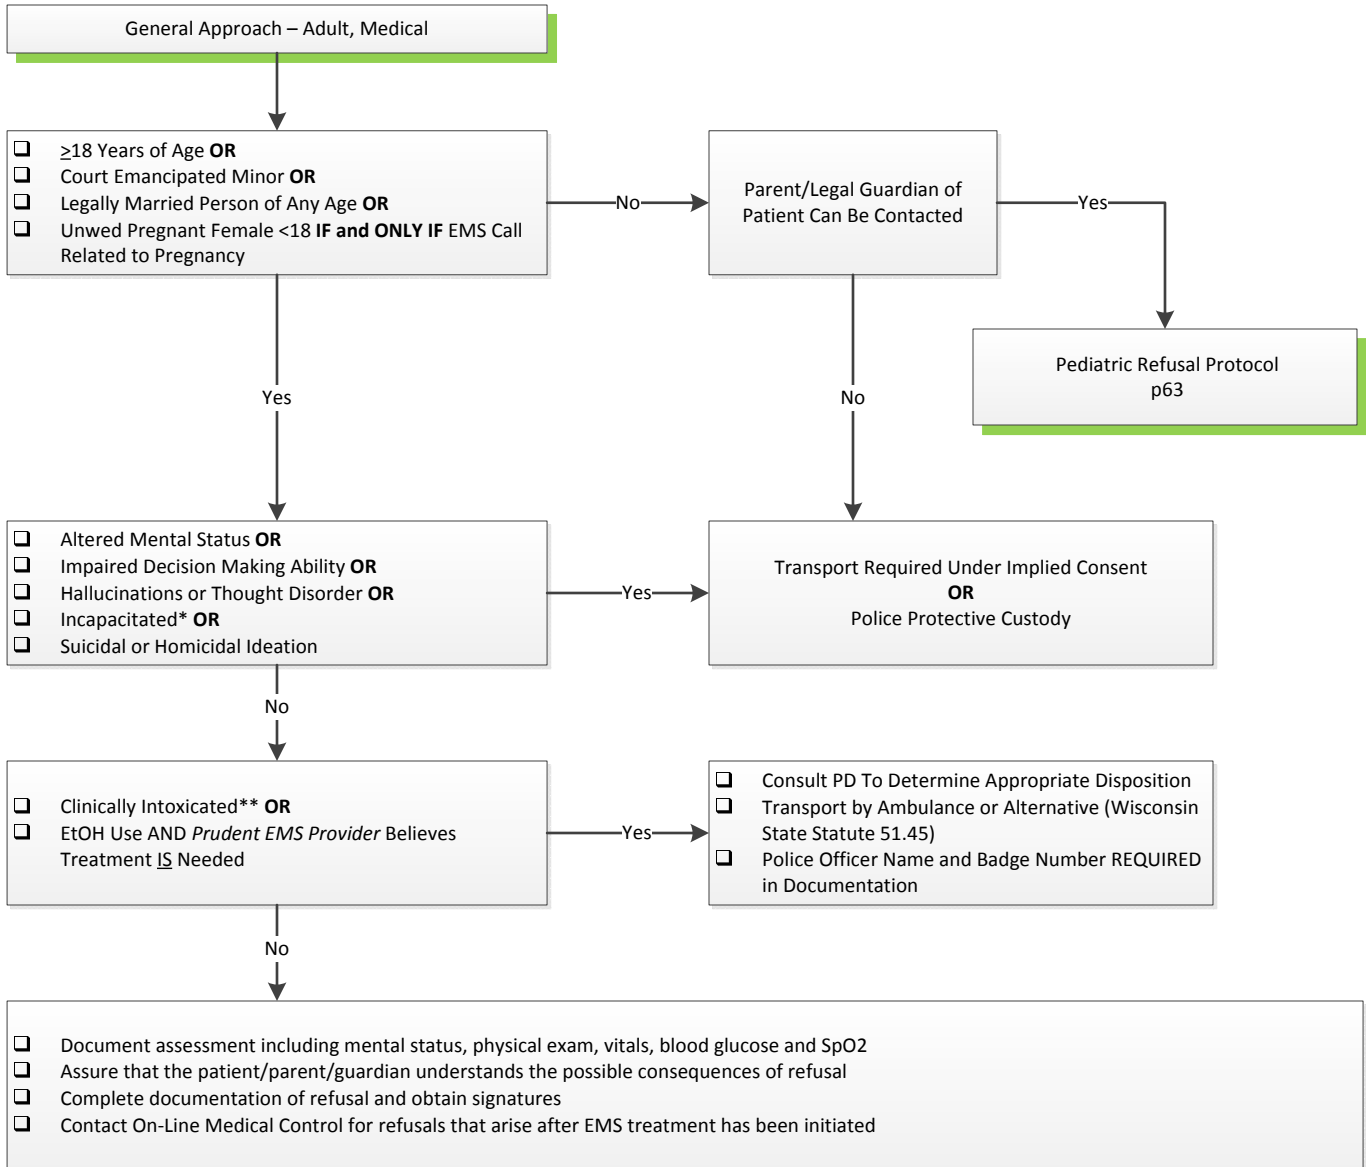 General Approach – Adult, Medical
❑ ≥18 Years of Age OR
❑ Court Emancipated Minor OR
❑ Legally Married Person of Any Age OR
❑ Unwed Pregnant Female <18 IF and ONLY IF EMS Call
Related to Pregnancy
No
Parent/Legal Guardian of
Patient Can Be Contacted
Yes
Pediatric Refusal Protocol
p63
Yes
No
❑ Altered Mental Status OR
❑ Impaired Decision Making Ability OR
❑ Hallucinations or Thought Disorder OR
❑ Incapacitated* OR
❑ Suicidal or Homicidal Ideation
Yes
Transport Required Under Implied Consent
OR
Police Protective Custody
No
❑ Clinically Intoxicated** OR
❑ EtOH Use AND Prudent EMS Provider Believes
Treatment IS Needed
Yes
❑ Consult PD To Determine Appropriate Disposition
❑ Transport by Ambulance or Alternative (Wisconsin
State Statute 51.45)
❑ Police Officer Name and Badge Number REQUIRED
in Documentation
No
❑ Document assessment including mental status, physical exam, vitals, blood glucose and SpO2
❑ Assure that the patient/parent/guardian understands the possible consequences of refusal
❑ Complete documentation of refusal and obtain signatures
❑ Contact On-Line Medical Control for refusals that arise after EMS treatment has been initiated